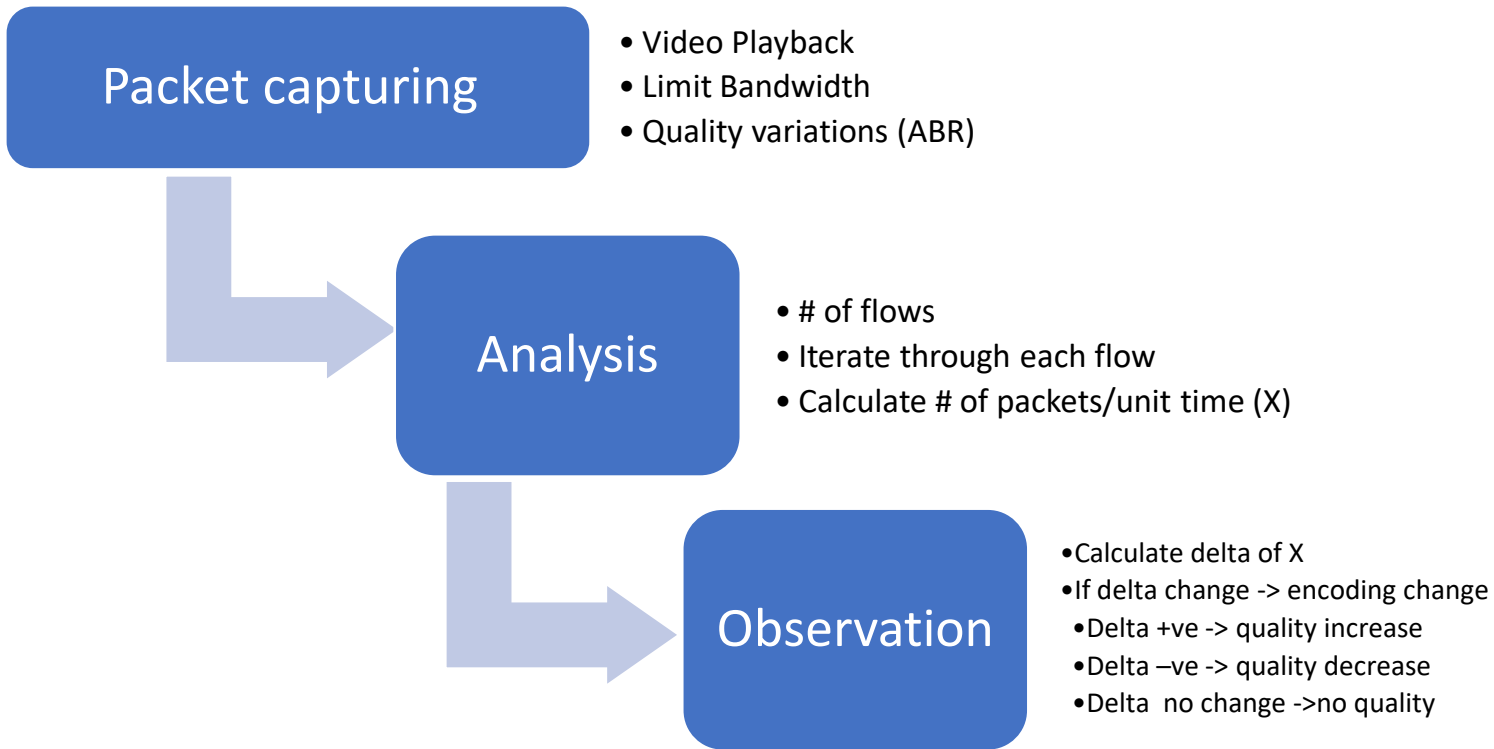 Packet capturing
• Video Playback
• Limit Bandwidth
• Quality variations (ABR)
Analysis
• # of flows
• Iterate through each flow
• Calculate # of packets/unit time (X)
Observation
•Calculate delta of X
•If delta change -> encoding change
•Delta +ve -> quality increase
•Delta –ve -> quality decrease
•Delta  no change ->no quality